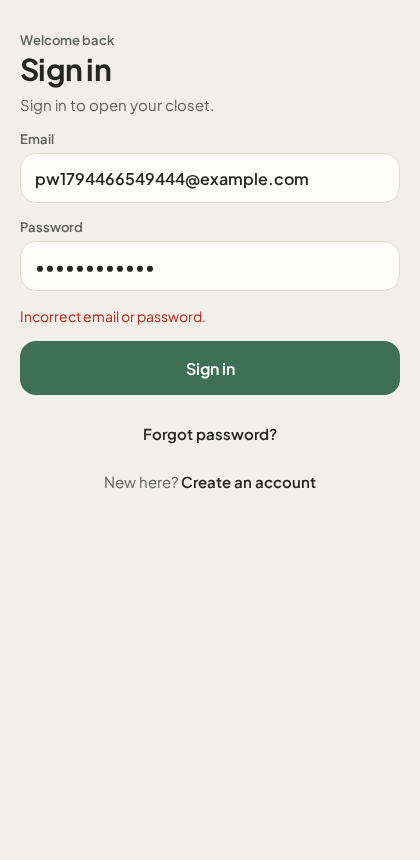 Welcome back
Sign in
Sign in to open your closet.
Email
pw1794466549444@example.com
Password
••••••••••••
Incorrect email or password.
Sign in
Forgot password?
New here? Create an account